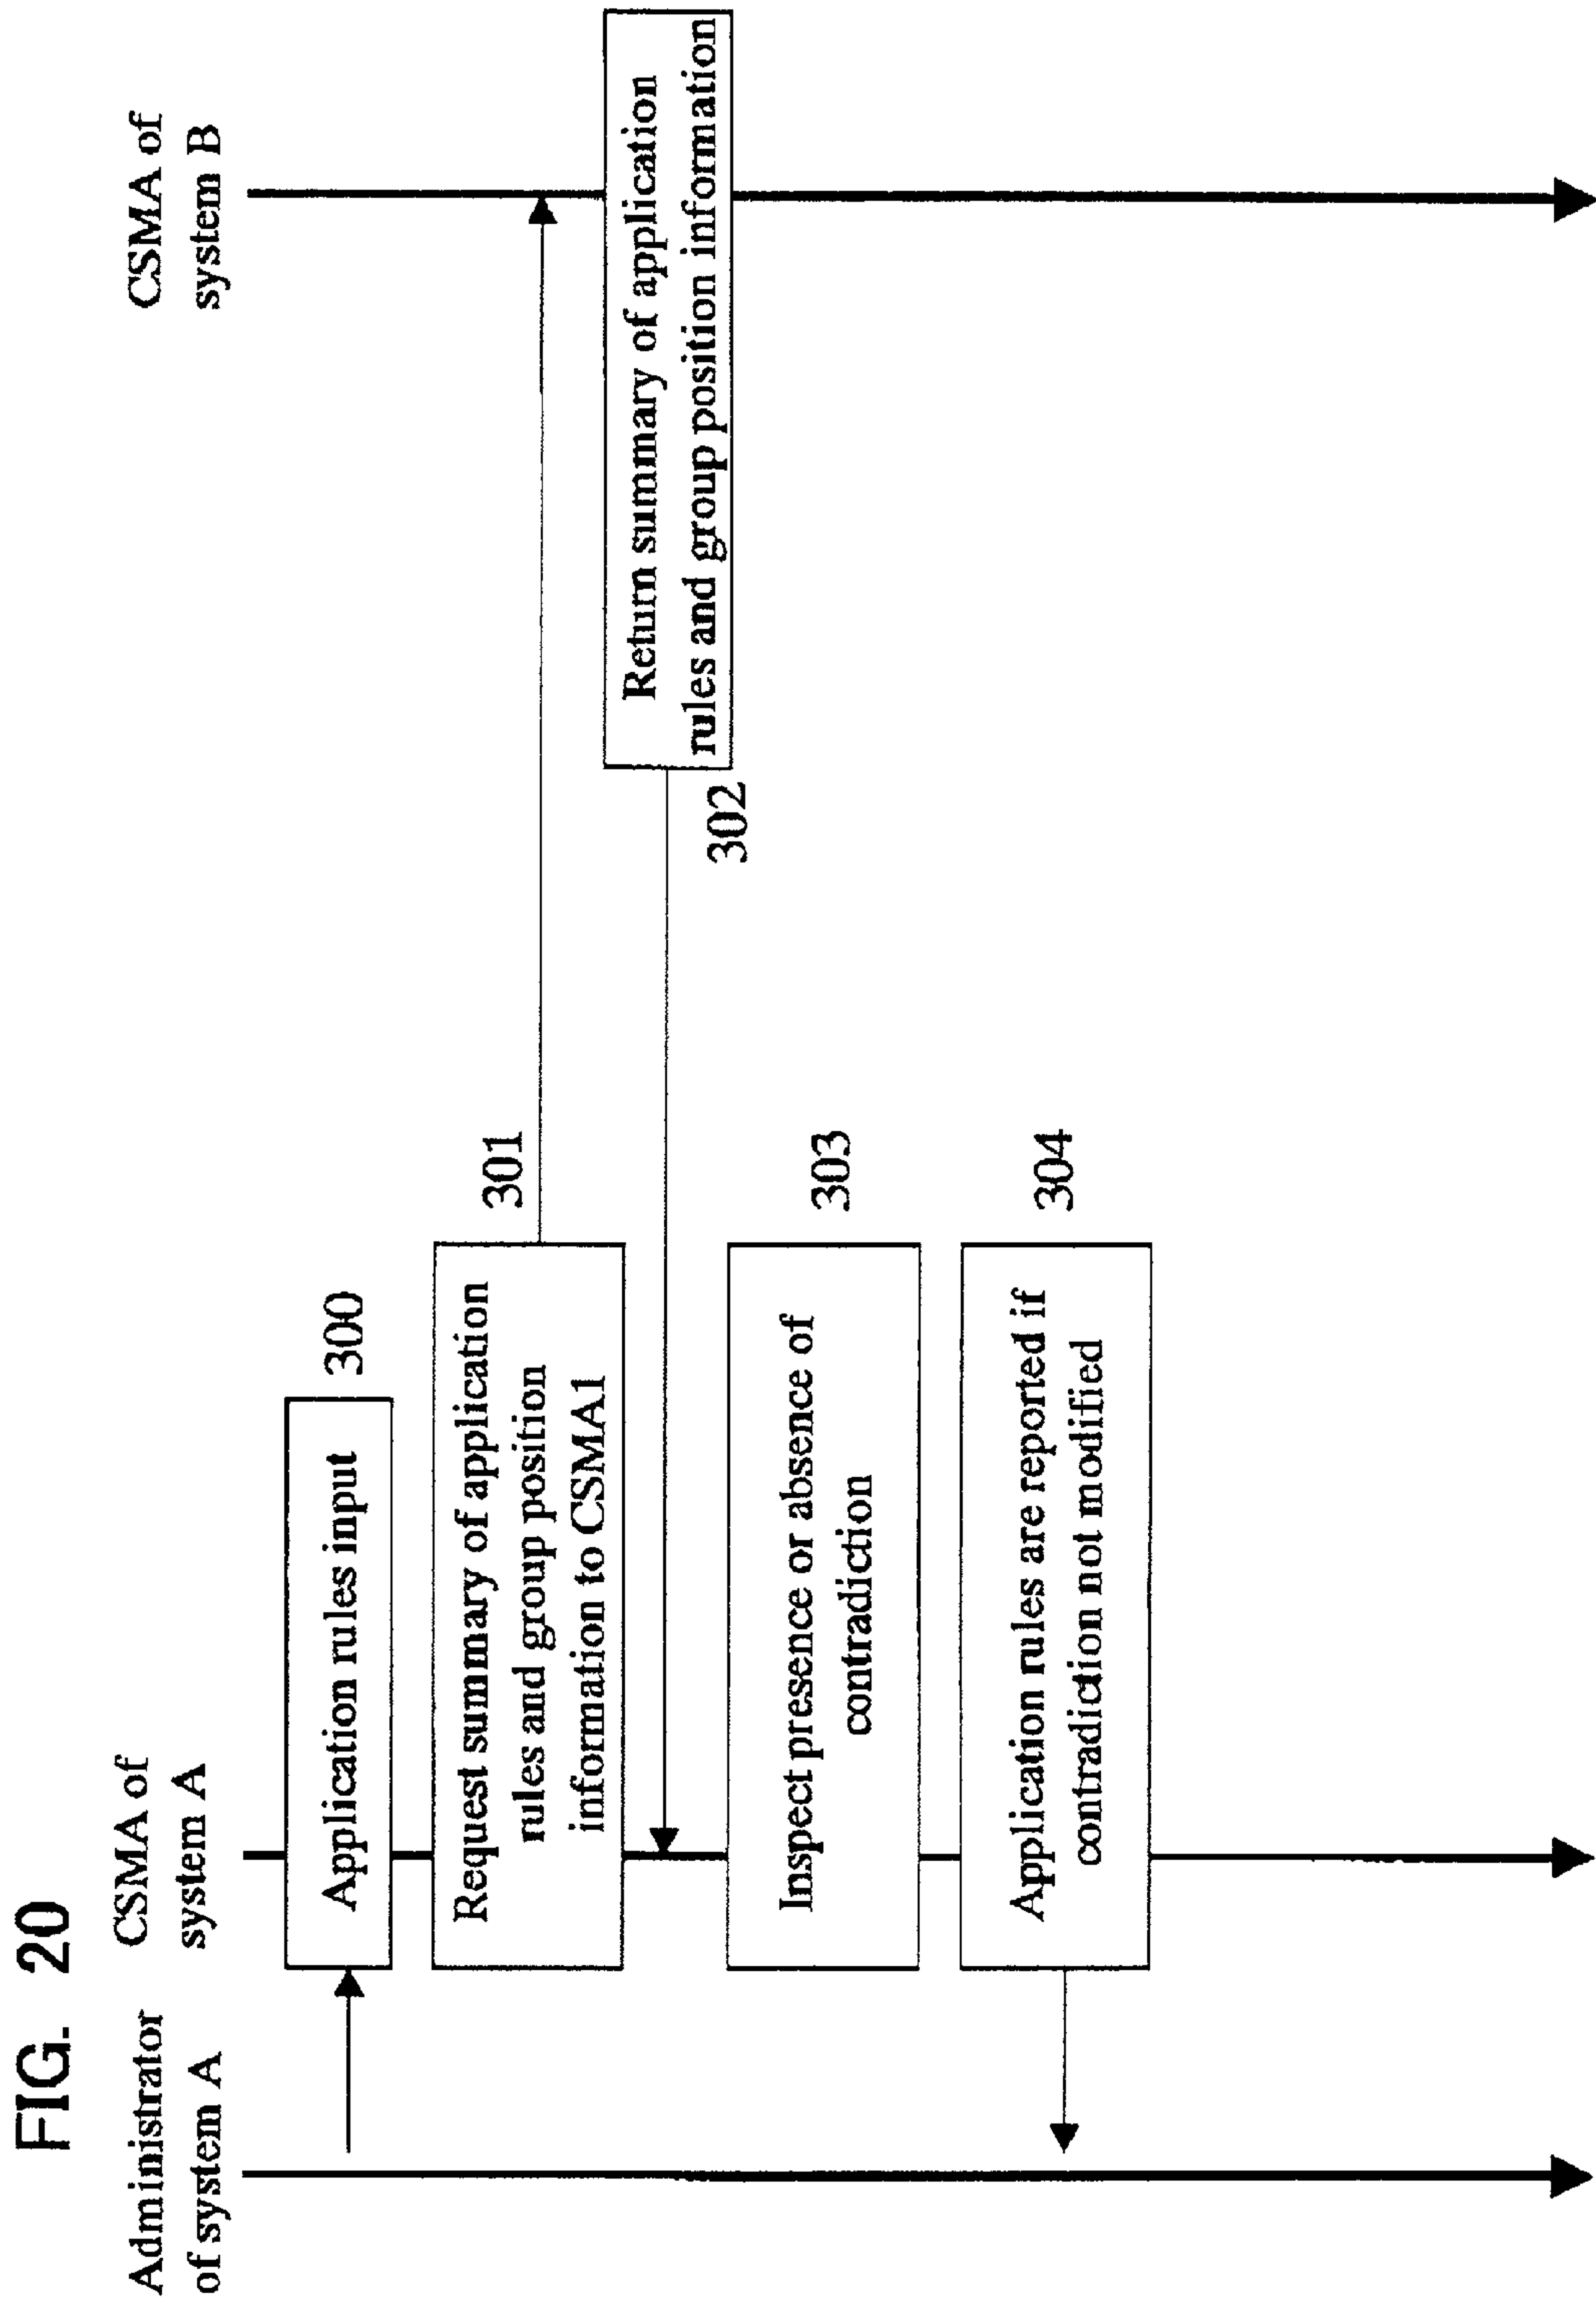 FIG. 20
Administrator
of system A
CSMA of
system A
CSMA of
system B
Application rules input
300
Request summary of application
rules and group position
information to CSMA1
301
Return summary of application
rules and group position information
302
Inspect presence or absence of
contradiction
303
Application rules are reported if
contradiction not modified
304